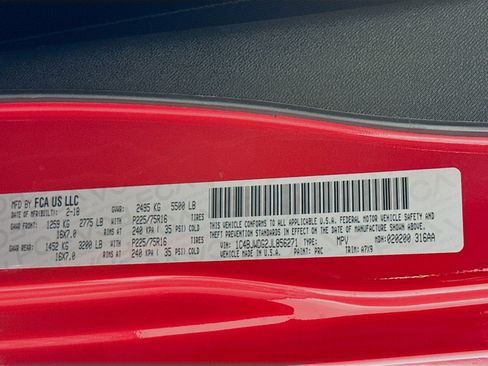 MFD BY FCA US LLC
DATE OF MFR(BUILT): 2-18 GVWR: 2495 KG 5500 LB
GAWR FRONT: 1259 KG 2775 LB P225/75R16 TIRES
16X7.0 RIMS AT 240 KPA ( 35 PSI) COLD
GAWR REAR: 1452 KG 3200 LB P225/75R16 TIRES
16X7.0 RIMS AT 240 KPA ( 35 PSI) COLD
THIS VEHICLE CONFORMS TO ALL APPLICABLE U.S.A. FEDERAL MOTOR VEHICLE SAFETY AND
THEFT PREVENTION STANDARDS IN EFFECT ON THE DATE OF MANUFACTURE SHOWN ABOVE.
VIN: 1C4BJWDG2JL856271 TYPE: MPV MDH: 020200 316AA
VEHICLE MADE IN U.S.A. PAINT: PRC TRIM: A7X9